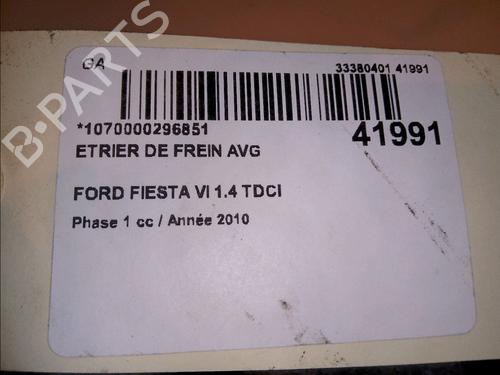 GA 33380401 41991
*1070000296851 41991
ETRIER DE FREIN AVG
FORD FIESTA VI 1.4 TDCI
Phase 1 cc / Année 2010
B-PARTS